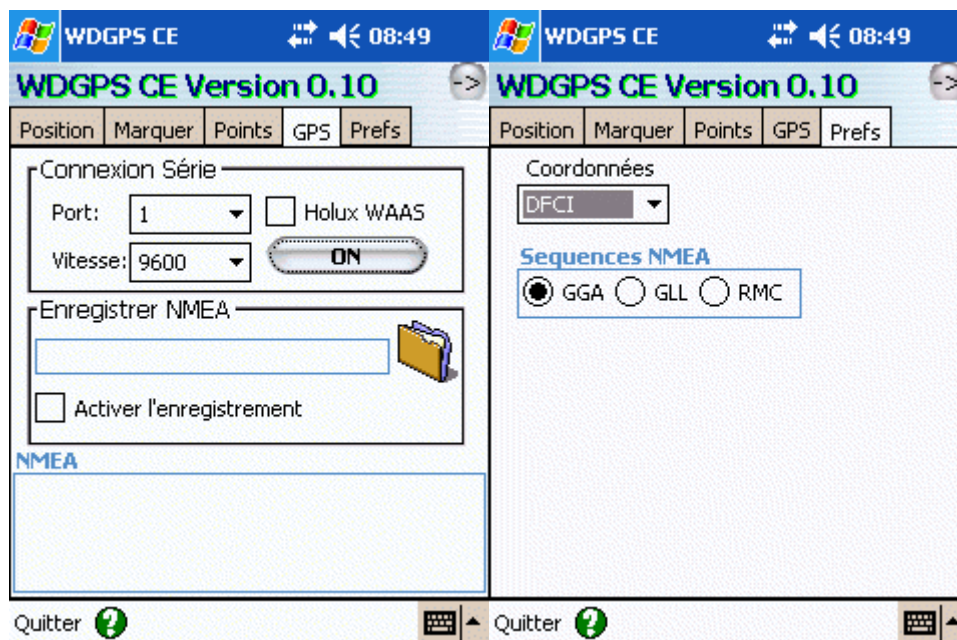 WDGPS CE 08:49
WDGPS CE Version 0.10 ->
Position Marquer Points GPS Prefs
Connexion Série
Port: 1 Holux WAAS
Vitesse: 9600 ON
Enregistrer NMEA
Activer l'enregistrement
NMEA
Quitter ?
WDGPS CE 08:49
WDGPS CE Version 0.10 ->
Position Marquer Points GPS Prefs
Coordonnées
DFCI
Sequences NMEA
GGA GLL RMC
Quitter ?